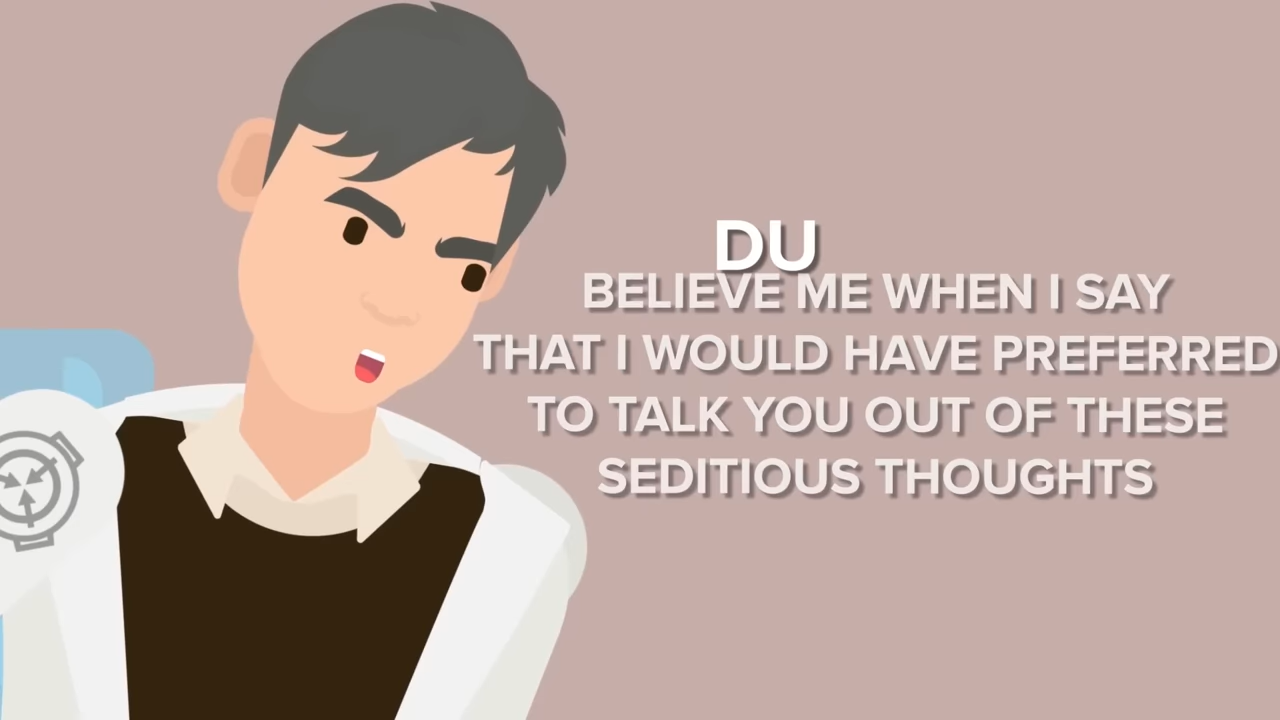 DU
BELIEVE ME WHEN I SAY
THAT I WOULD HAVE PREFERRED
TO TALK YOU OUT OF THESE
SEDITIOUS THOUGHTS